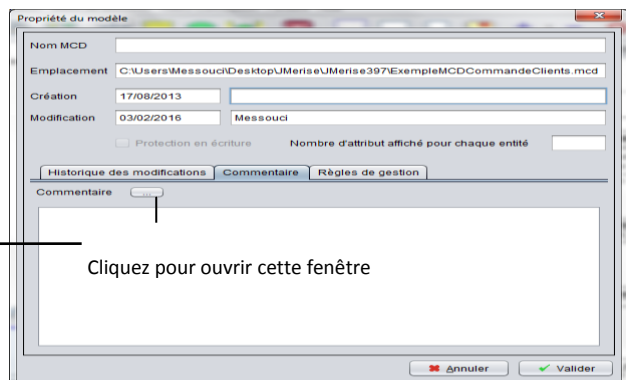 Propriété du modèle
Nom MCD
Emplacement C:\Users\Messouci\Desktop\JMerise\JMerise397\ExempleMCDCommandeClients.mcd
Création 17/08/2013
Modification 03/02/2016 Messouci
Protection en écriture Nombre d'attribut affiché pour chaque entité
Historique des modifications Commentaire Règles de gestion
Commentaire ...
Cliquez pour ouvrir cette fenêtre
Annuler Valider